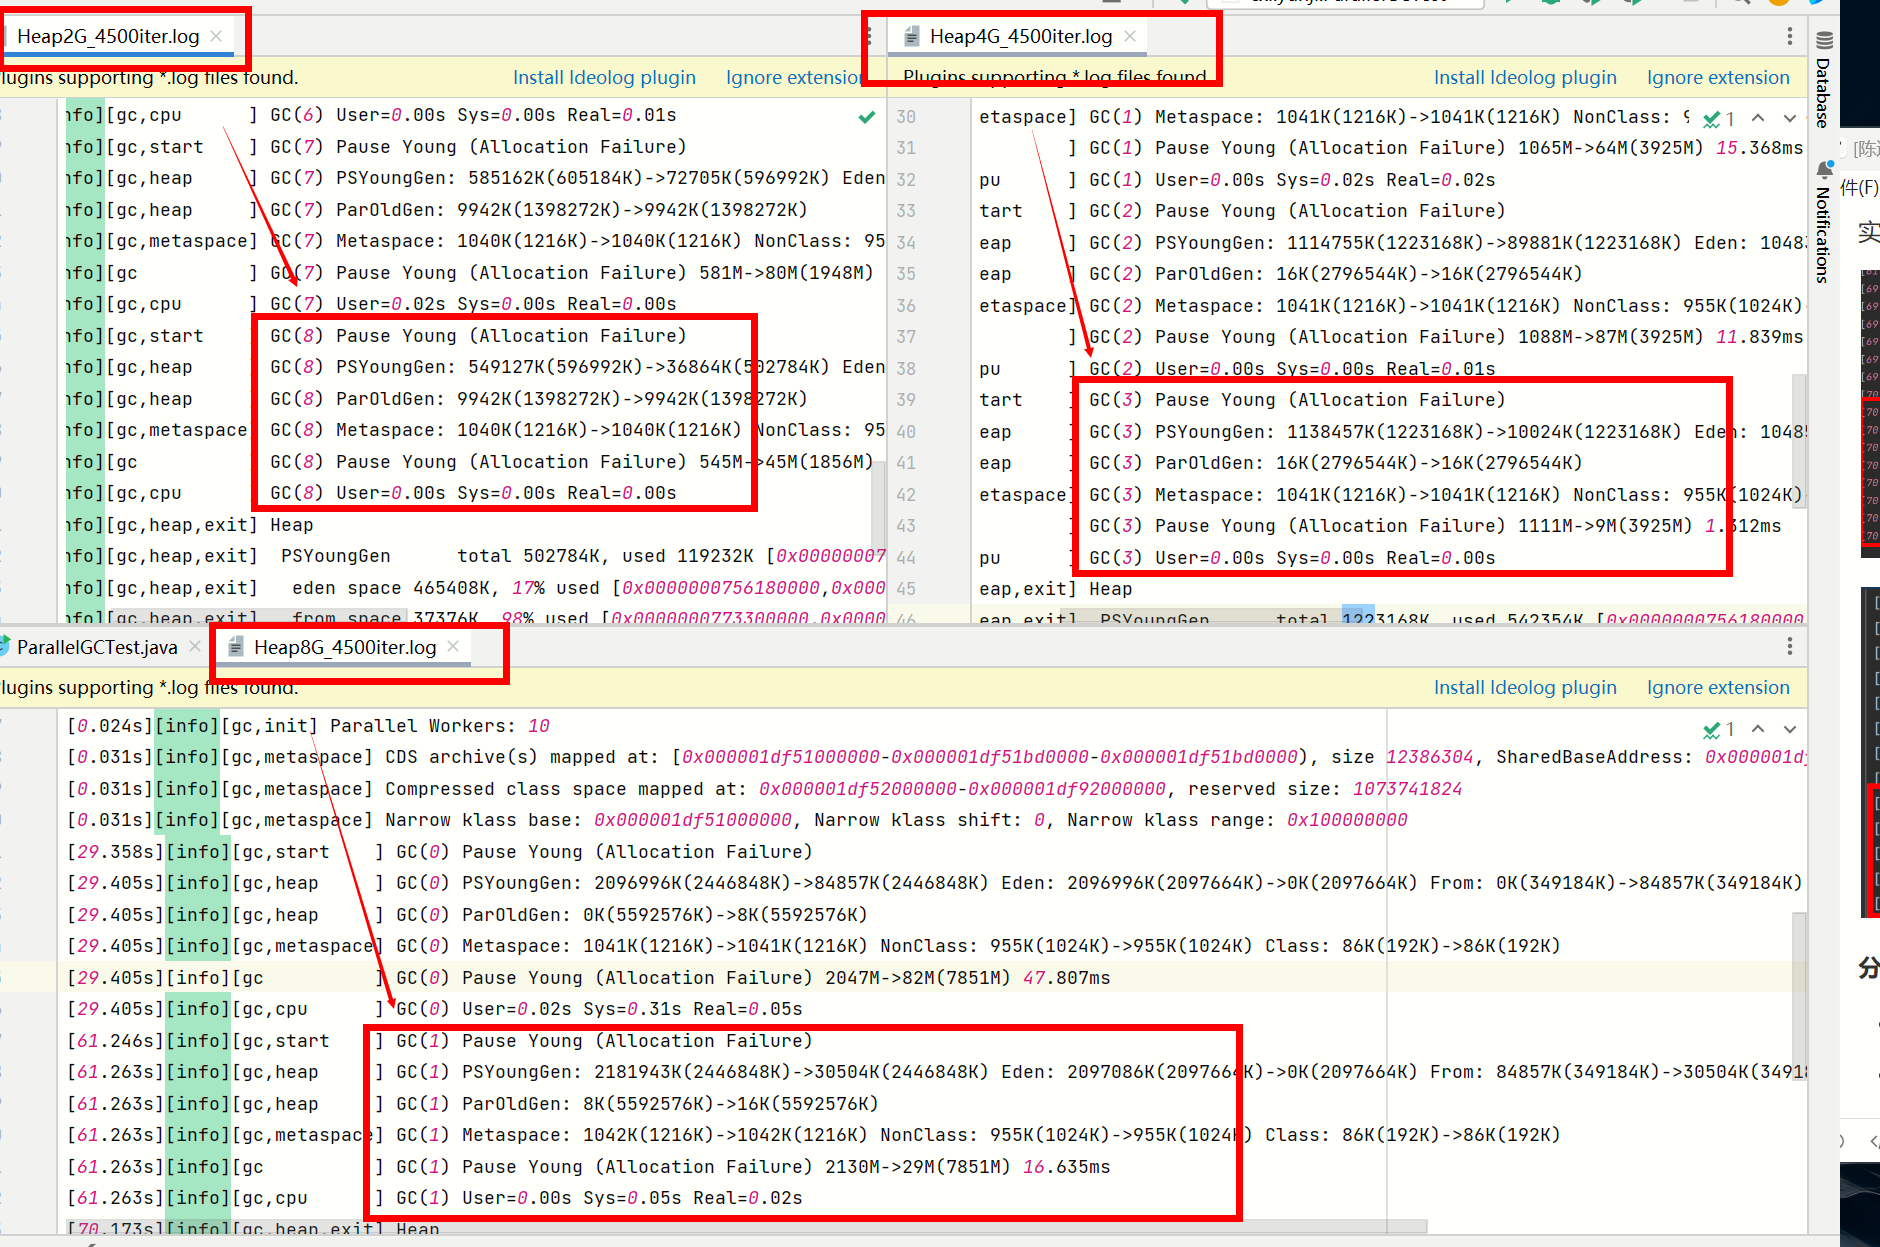 Heap2G_4500iter.log
Plugins supporting *.log files found.
Install Ideolog plugin
Ignore extension
nfo][gc,cpu      ] GC(6) User=0.00s Sys=0.00s Real=0.01s
nfo][gc,start    ] GC(7) Pause Young (Allocation Failure)
nfo][gc,heap     ] GC(7) PSYoungGen: 585162K(605184K)->72705K(596992K) Eden
nfo][gc,heap     ] GC(7) ParOldGen: 9942K(1398272K)->9942K(1398272K)
nfo][gc,metaspace] GC(7) Metaspace: 1040K(1216K)->1040K(1216K) NonClass: 95
nfo][gc          ] GC(7) Pause Young (Allocation Failure) 581M->80M(1948M)
nfo][gc,cpu      ] GC(7) User=0.02s Sys=0.00s Real=0.00s
nfo][gc,start    GC(8) Pause Young (Allocation Failure)
nfo][gc,heap     GC(8) PSYoungGen: 549127K(596992K)->36864K(502784K) Eden
nfo][gc,heap     GC(8) ParOldGen: 9942K(1398272K)->9942K(1398272K)
nfo][gc,metaspace GC(8) Metaspace: 1040K(1216K)->1040K(1216K) NonClass: 95
nfo][gc          GC(8) Pause Young (Allocation Failure) 545M->45M(1856M)
nfo][gc,cpu      GC(8) User=0.00s Sys=0.00s Real=0.00s
nfo][gc,heap,exit] Heap
nfo][gc,heap,exit]  PSYoungGen      total 502784K, used 119232K [0x00000007
nfo][gc,heap,exit]   eden space 465408K, 17% used [0x0000000756180000,0x000
nfo][gc,heap,exit]   from space 37376K, 98% used [0x0000000773300000,0x0000
Heap4G_4500iter.log
Plugins supporting *.log files found.
Install Ideolog plugin
Ignore extension
1
30 etaspace] GC(1) Metaspace: 1041K(1216K)->1041K(1216K) NonClass: 9
31         ] GC(1) Pause Young (Allocation Failure) 1065M->64M(3925M) 15.368ms
32 pu      ] GC(1) User=0.00s Sys=0.02s Real=0.02s
33 tart    ] GC(2) Pause Young (Allocation Failure)
34 eap     ] GC(2) PSYoungGen: 1114755K(1223168K)->89881K(1223168K) Eden: 1048
35 eap     ] GC(2) ParOldGen: 16K(2796544K)->16K(2796544K)
36 etaspace] GC(2) Metaspace: 1041K(1216K)->1041K(1216K) NonClass: 955K(1024K)
37         ] GC(2) Pause Young (Allocation Failure) 1088M->87M(3925M) 11.839ms
38 pu      ] GC(2) User=0.00s Sys=0.00s Real=0.01s
39 tart    ] GC(3) Pause Young (Allocation Failure)
40 eap     ] GC(3) PSYoungGen: 1138457K(1223168K)->10024K(1223168K) Eden: 1048
41 eap     ] GC(3) ParOldGen: 16K(2796544K)->16K(2796544K)
42 etaspace] GC(3) Metaspace: 1041K(1216K)->1041K(1216K) NonClass: 955K(1024K)
43         ] GC(3) Pause Young (Allocation Failure) 1111M->9M(3925M) 1.312ms
44 pu      ] GC(3) User=0.00s Sys=0.00s Real=0.00s
45 eap,exit] Heap
46 eap,exit]  PSYoungGen      total 1223168K, used 542354K [0x0000000756180000
Database
Notifications
件(F)
ParallelGCTest.java
Heap8G_4500iter.log
Plugins supporting *.log files found.
Install Ideolog plugin
Ignore extension
1
[0.024s][info][gc,init] Parallel Workers: 10
[0.031s][info][gc,metaspace] CDS archive(s) mapped at: [0x000001df51000000-0x000001df51bd0000-0x000001df51bd0000), size 12386304, SharedBaseAddress: 0x000001df
[0.031s][info][gc,metaspace] Compressed class space mapped at: 0x000001df52000000-0x000001df92000000, reserved size: 1073741824
[0.031s][info][gc,metaspace] Narrow klass base: 0x000001df51000000, Narrow klass shift: 0, Narrow klass range: 0x100000000
[29.358s][info][gc,start    ] GC(0) Pause Young (Allocation Failure)
[29.405s][info][gc,heap     ] GC(0) PSYoungGen: 2096996K(2446848K)->84857K(2446848K) Eden: 2096996K(2097664K)->0K(2097664K) From: 0K(349184K)->84857K(349184K)
[29.405s][info][gc,heap     ] GC(0) ParOldGen: 0K(5592576K)->8K(5592576K)
[29.405s][info][gc,metaspace] GC(0) Metaspace: 1041K(1216K)->1041K(1216K) NonClass: 955K(1024K)->955K(1024K) Class: 86K(192K)->86K(192K)
[29.405s][info][gc          ] GC(0) Pause Young (Allocation Failure) 2047M->82M(7851M) 47.807ms
[29.405s][info][gc,cpu      ] GC(0) User=0.02s Sys=0.31s Real=0.05s
[61.246s][info][gc,start    ] GC(1) Pause Young (Allocation Failure)
[61.263s][info][gc,heap     ] GC(1) PSYoungGen: 2181943K(2446848K)->30504K(2446848K) Eden: 2097086K(2097664K)->0K(2097664K) From: 84857K(349184K)->30504K(34918
[61.263s][info][gc,heap     ] GC(1) ParOldGen: 8K(5592576K)->16K(5592576K)
[61.263s][info][gc,metaspace] GC(1) Metaspace: 1042K(1216K)->1042K(1216K) NonClass: 955K(1024K)->955K(1024K) Class: 86K(192K)->86K(192K)
[61.263s][info][gc          ] GC(1) Pause Young (Allocation Failure) 2130M->29M(7851M) 16.635ms
[61.263s][info][gc,cpu      ] GC(1) User=0.00s Sys=0.05s Real=0.02s
[70.173s][info][gc,heap,exit] Heap